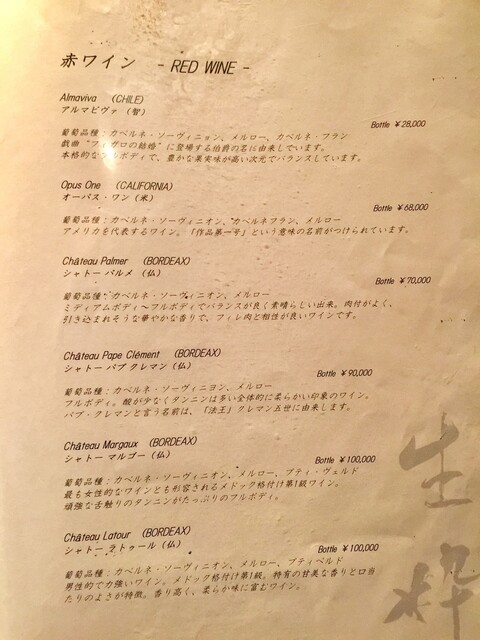 赤ワイン - RED WINE -
Almaviva (CHILE)
アルマビヴァ (智)
Bottle ¥28,000
葡萄品種：カベルネ・ソーヴィニョン、メルロー、カベルネ・フラン
戯曲“フィガロの結婚”に登場する伯爵の名に由来しています。
本格的なフルボディで、豊かな果実味が高い次元でバランスしています。
Opus One (CALIFORNIA)
オーパス・ワン (米)
Bottle ¥68,000
葡萄品種：カベルネ・ソーヴィニオン、カベルネフラン、メルロー
アメリカを代表するワイン。「作品第一号」という意味の名前がつけられています。
Château Palmer (BORDEAX)
シャトー パルメ (仏)
Bottle ¥70,000
葡萄品種：カベルネ・ソーヴィニオン、メルロー
ミディアムボディ～フルボディでバランスが良く素晴らしい出来。肉付がよく、
引き込まれそうな華やかな香りで、フィレ肉と相性が良いワインです。
Château Pape Clément (BORDEAX)
シャトー パプ クレマン (仏)
Bottle ¥90,000
葡萄品種：カベルネ・ソーヴィニヨン、メルロー
フルボディ。酸が少なくタンニンは多い全体的に柔らかい印象のワイン。
パプ・クレマンと言う名前は、「法王」クレマン五世に由来します。
Château Margaux (BORDEAX)
シャトー マルゴー (仏)
Bottle ¥100,000
葡萄品種：カベルネ・ソーヴィニオン、メルロー、プティ・ヴェルド
最も女性的なワインとも形容されるメドック格付け第1級ワイン。
頑強な舌触りのタンニンがたっぷりのフルボディ。
Château Latour (BORDEAX)
シャトー ラトゥール (仏)
Bottle ¥100,000
葡萄品種：カベルネ・ソーヴィニオン、メルロー、プティベルド
男性的で力強いワイン。メドック格付け第1級。特有の甘美な香りと口当
たりのよさが特徴。香り高く、柔らか味に富むワイン。
生粋